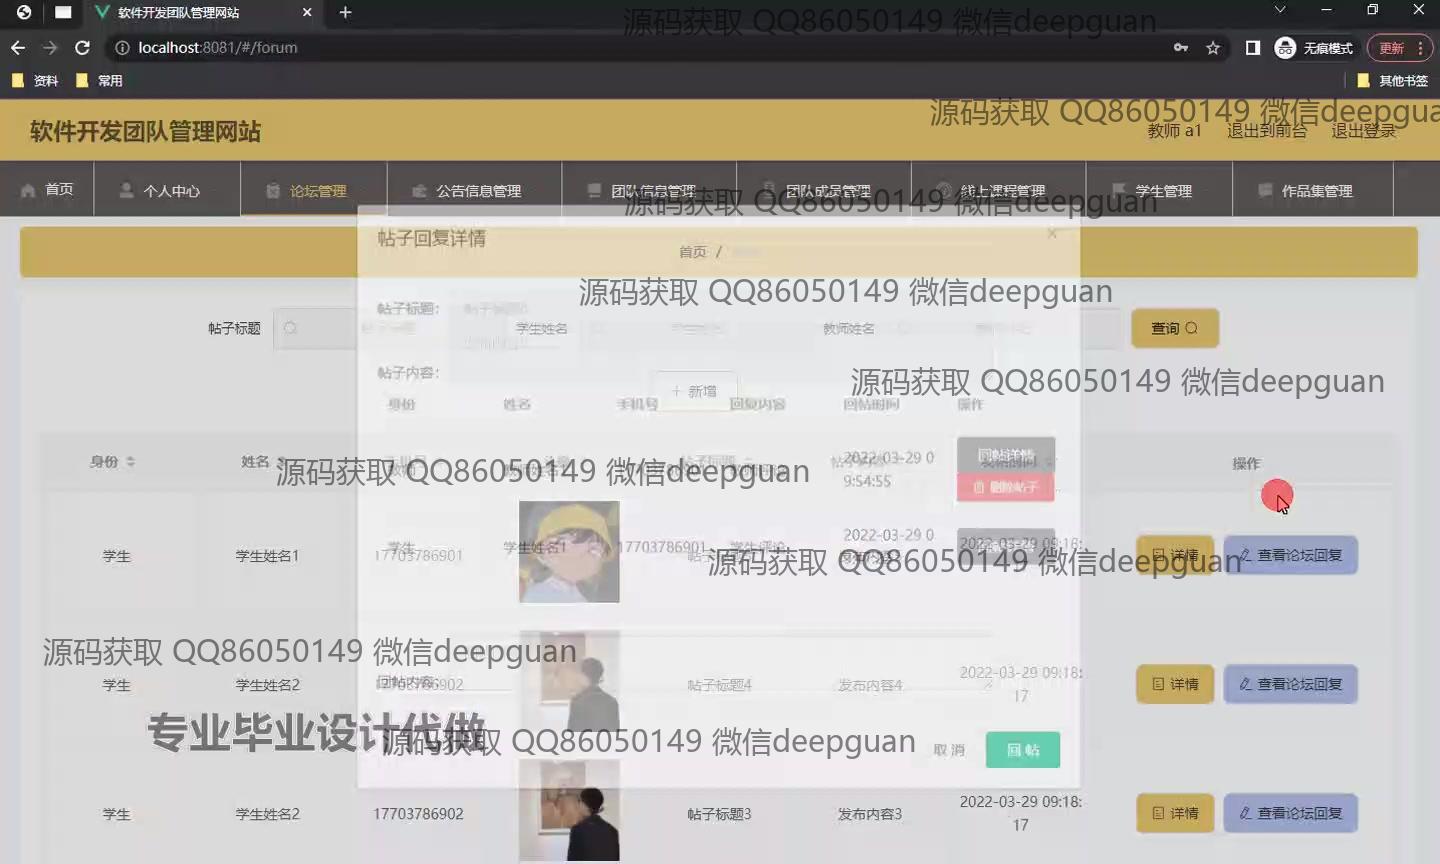 软件开发团队管理网站
localhost:8081/#/forum
无痕模式
更新
资料
常用
其他书签
源码获取 QQ86050149 微信deepguan
软件开发团队管理网站
源码获取 QQ86050149 微信deepgua
教师 a1
退出到前台
退出登录
首页
个人中心
论坛管理
公告信息管理
团队信息管理
团队成员管理
线上课程管理
学生管理
作品集管理
源码获取 QQ86050149 微信deepguan
帖子回复详情
首页 /
源码获取 QQ86050149 微信deepguan
帖子标题:
帖子标题
学生姓名
教师姓名
查询
帖子内容:
+ 新增
源码获取 QQ86050149 微信deepguan
身份
姓名
手机号
回复内容
回帖时间
操作
身份
姓名
2022-03-29 0
9:54:55
回帖详情
删除帖子
操作
源码获取 QQ86050149 微信deepguan
学生
学生姓名1
17703786901
学生
学生姓名1
17703786901
学生评论
2022-03-29 0
2022-03-29 09:18:
详情
查看论坛回复
源码获取 QQ86050149 微信deepguan
源码获取 QQ86050149 微信deepguan
学生
学生姓名2
17703786902
回帖内容:
帖子标题4
发布内容4
2022-03-29 09:18:
17
详情
查看论坛回复
专业毕业设计代做
源码获取 QQ86050149 微信deepguan
取消
回帖
学生
学生姓名2
17703786902
帖子标题3
发布内容3
2022-03-29 09:18:
17
详情
查看论坛回复